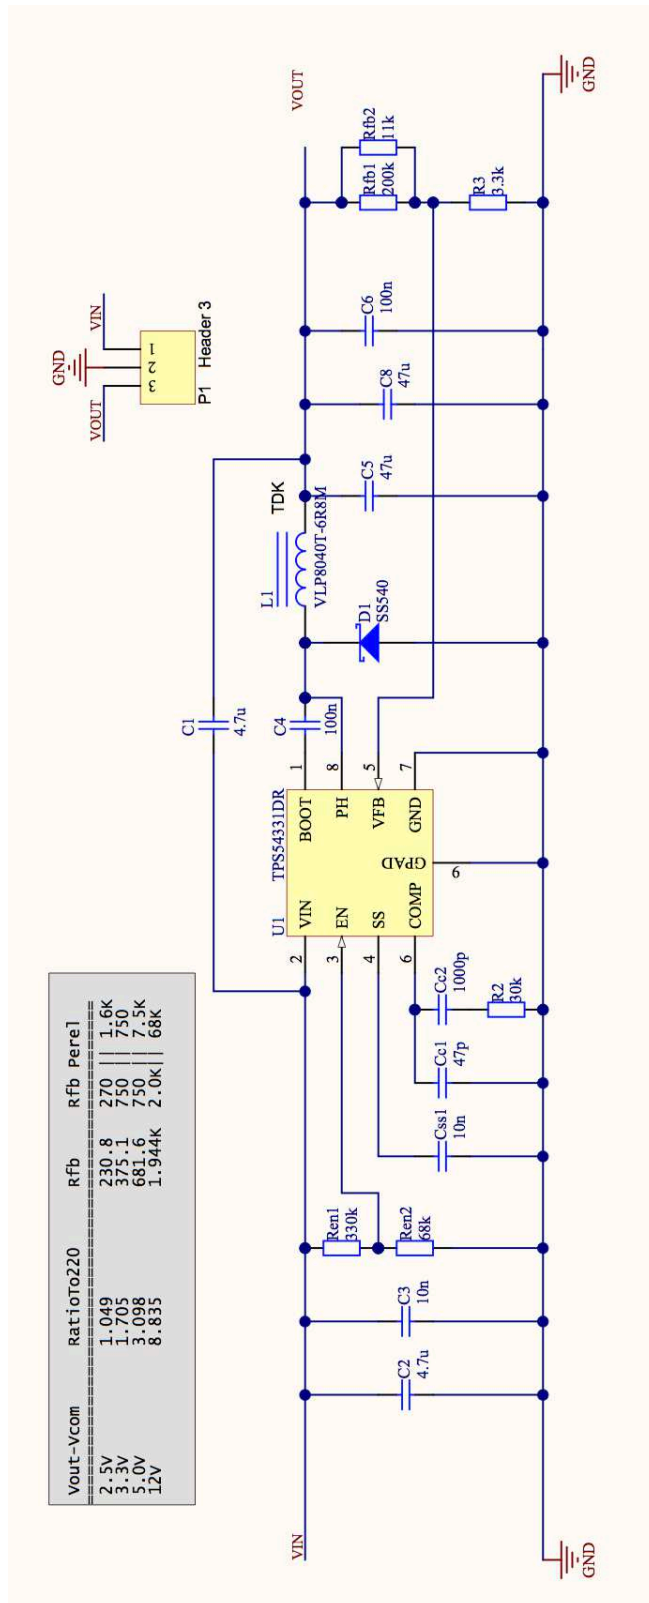 Vout-Vcom RatioTo220 Rfb Rfb Perel
==================================================
2.5V 1.049 230.8 270 || 1.6K
3.3V 1.705 375.1 750 || 750
5.0V 3.098 681.6 750 || 7.5K
12V 8.835 1.944K 2.0K|| 68K
VOUT
GND
VIN
3
2
1
P1
Header 3
C1
4.7u
VIN
VOUT
L1
TDK
VLP8040T-6R8M
U1
TPS54331DR
2
VIN
BOOT
1
3
EN
PH
8
4
SS
VFB
5
6
COMP
GND
7
GPAD
9
C4
100n
D1
SS540
C5
47u
C8
47u
C6
100n
Rfb2
11k
Rfb1
200k
R3
3.3k
C2
4.7u
C3
10n
Ren1
330k
Ren2
68k
Css1
10n
Cc1
47p
Cc2
1000p
R2
30k
GND
GND